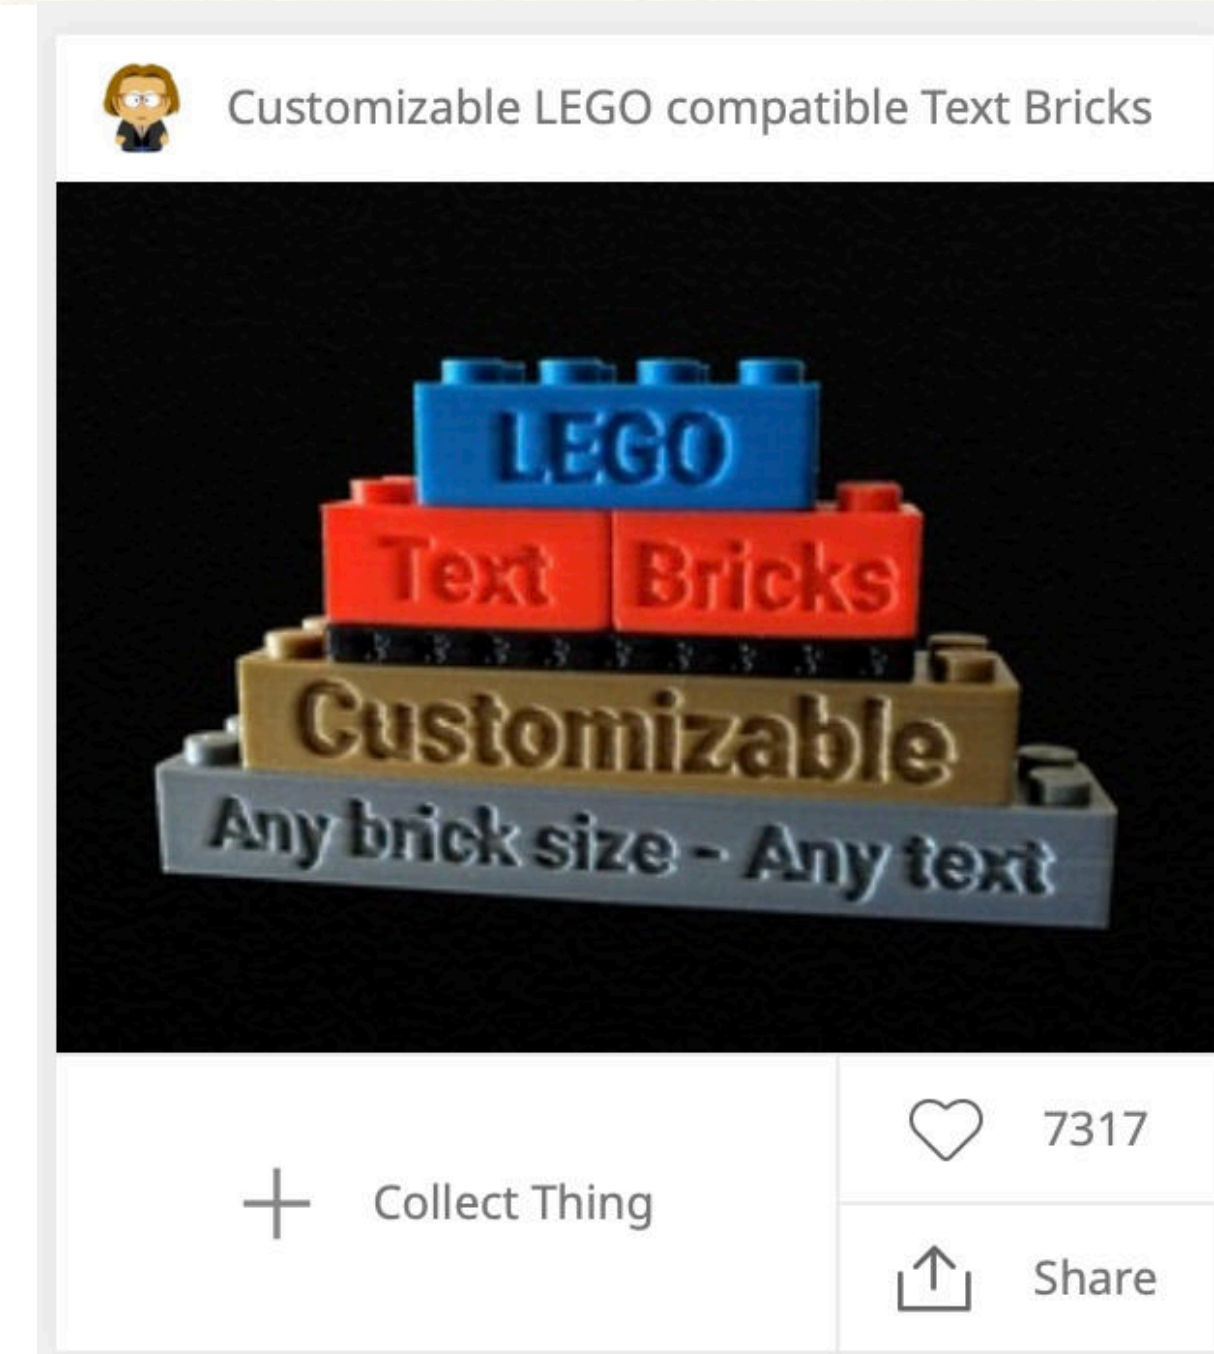 Customizable LEGO compatible Text Bricks
LEGO
Text Bricks
Customizable
Any brick size - Any text
7317
Collect Thing
Share